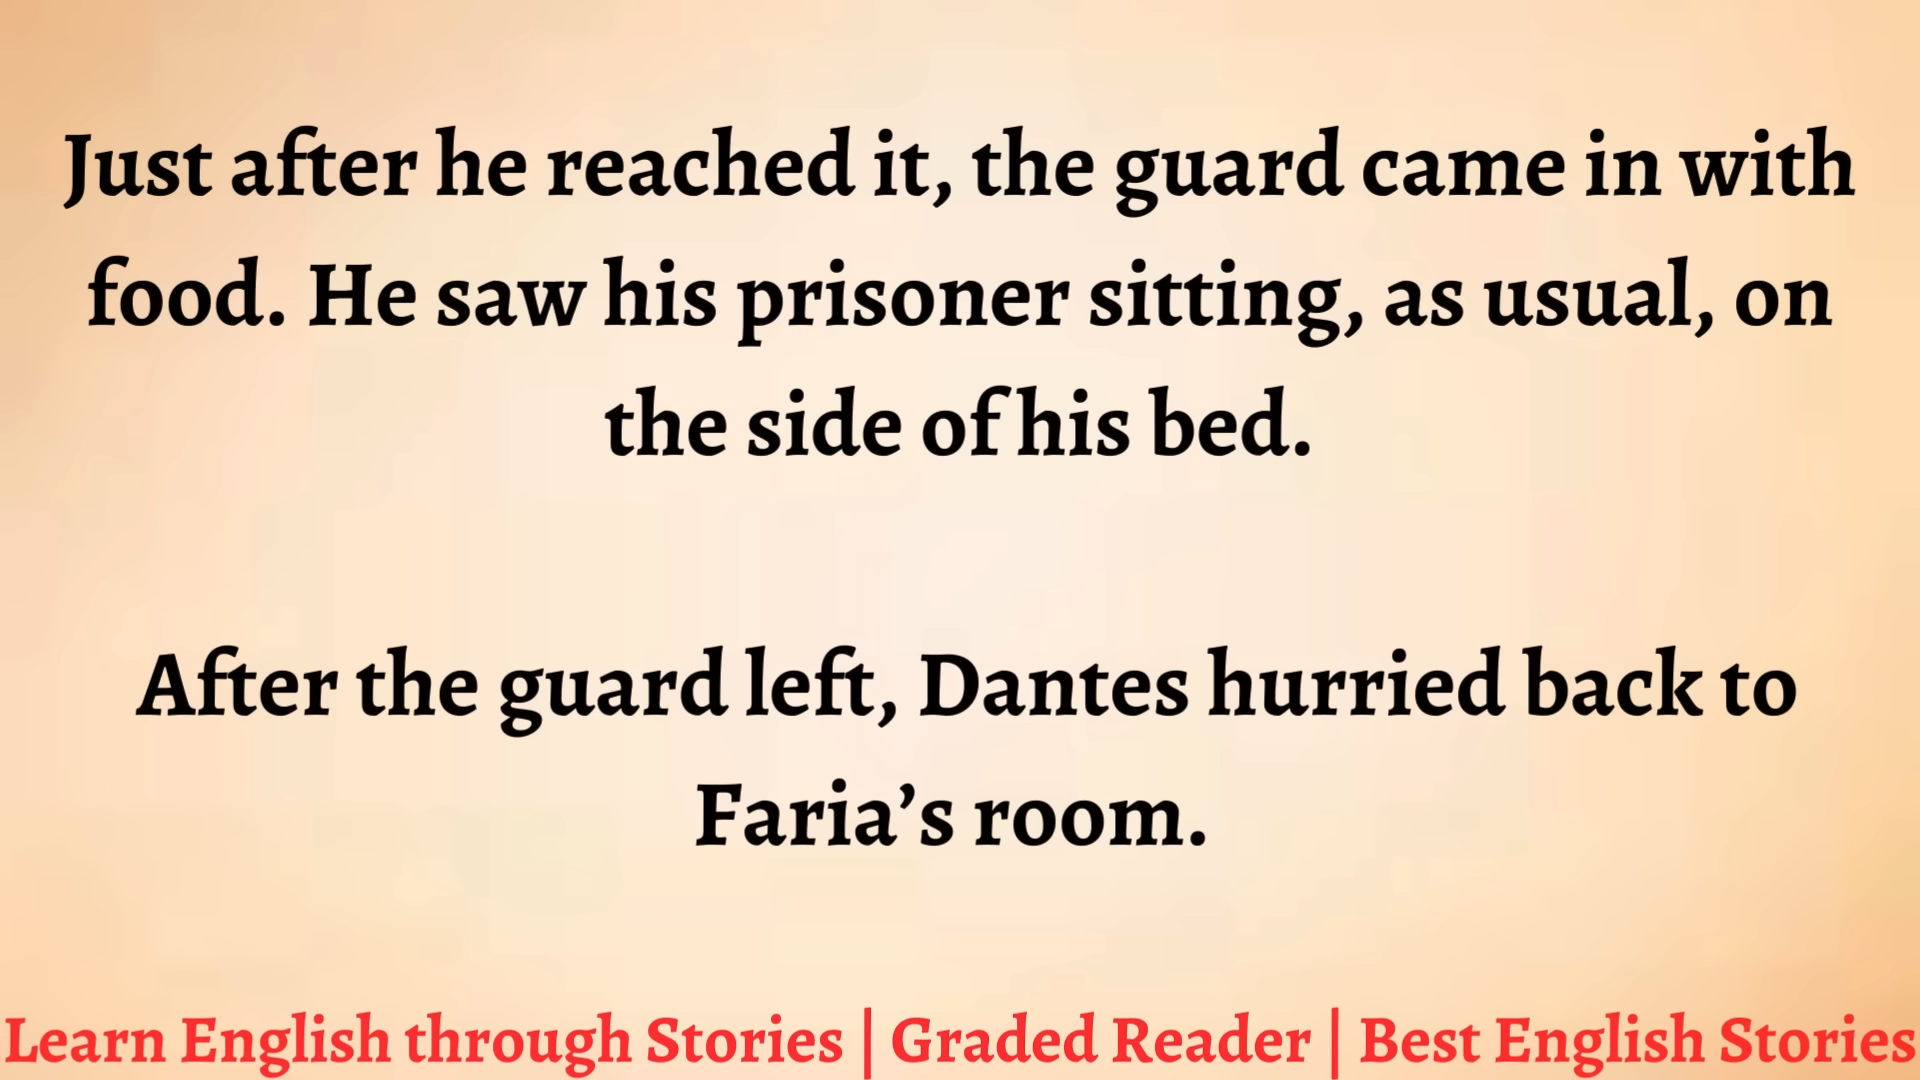 Just after he reached it, the guard came in with
food. He saw his prisoner sitting, as usual, on
the side of his bed.
After the guard left, Dantes hurried back to
Faria’s room.
Learn English through Stories | Graded Reader | Best English Stories